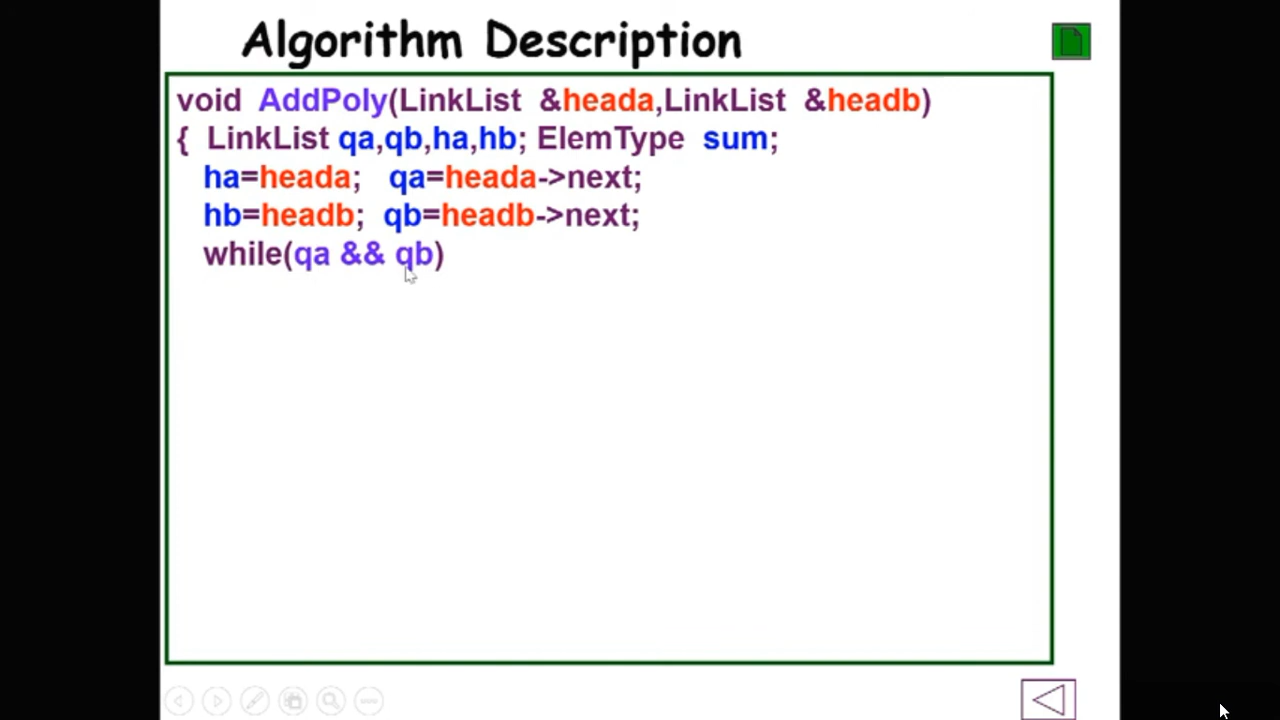 Algorithm Description
void AddPoly(LinkList &heada,LinkList &headb)
{ LinkList qa,qb,ha,hb; ElemType sum;
ha=heada; qa=heada->next;
hb=headb; qb=headb->next;
while(qa && qb)